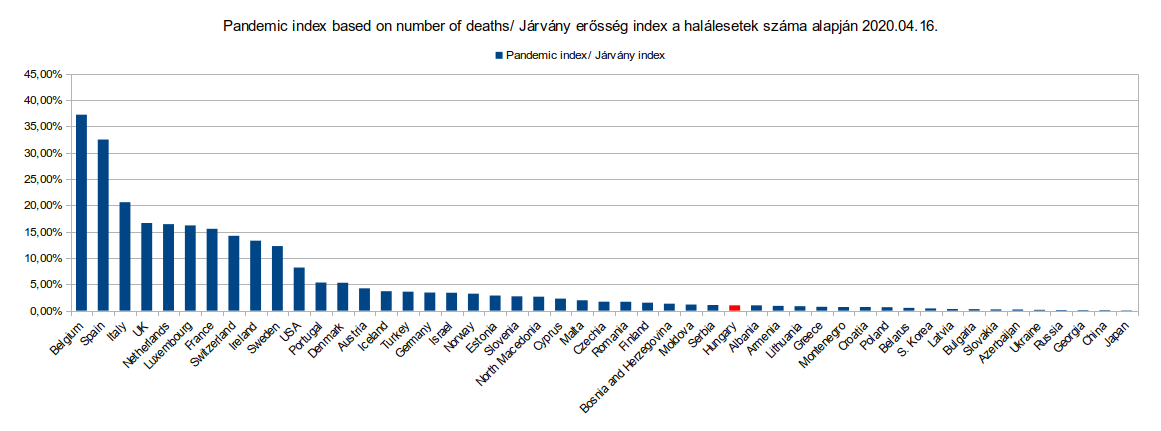 Pandemic index based on number of deaths/ Járvány erősség index a halálesetek száma alapján 2020.04.16.
Pandemic index/ Járvány index
45,00%
40,00%
35,00%
30,00%
25,00%
20,00%
15,00%
10,00%
5,00%
0,00%
Belgium
Spain
Italy
UK
Netherlands
Luxembourg
France
Switzerland
Ireland
Sweden
USA
Portugal
Denmark
Austria
Iceland
Turkey
Germany
Israel
Norway
Estonia
Slovenia
North Macedonia
Cyprus
Malta
Czechia
Romania
Finland
Bosnia and Herzegovina
Moldova
Serbia
Hungary
Albania
Armenia
Lithuania
Greece
Montenegro
Croatia
Poland
Belarus
S. Korea
Latvia
Bulgaria
Slovakia
Azerbaijan
Ukraine
Russia
Georgia
China
Japan